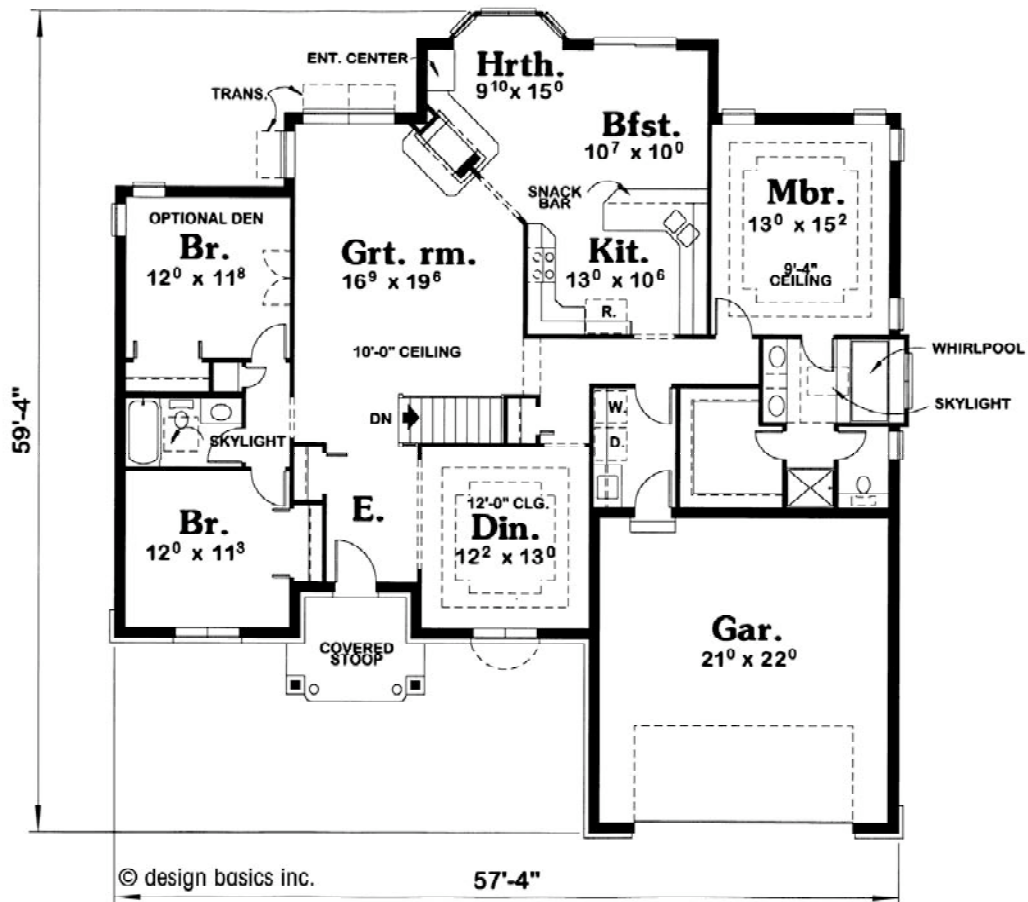 ENT. CENTER
Hrth.
9¹⁰ x 15⁰
TRANS.
Bfst.
10⁷ x 10⁰
SNACK
BAR
Mbr.
13⁰ x 15²
9'-4"
CEILING
OPTIONAL DEN
Br.
12⁰ x 11⁸
Grt. rm.
16⁹ x 19⁶
10'-0" CEILING
Kit.
13⁰ x 10⁶
R.
WHIRLPOOL
SKYLIGHT
59'-4"
DN
W.
D.
SKYLIGHT
Br.
12⁰ x 11³
E.
12'-0" CLG.
Din.
12² x 13⁰
COVERED
STOOP
Gar.
21⁰ x 22⁰
© design basics inc.
57'-4"